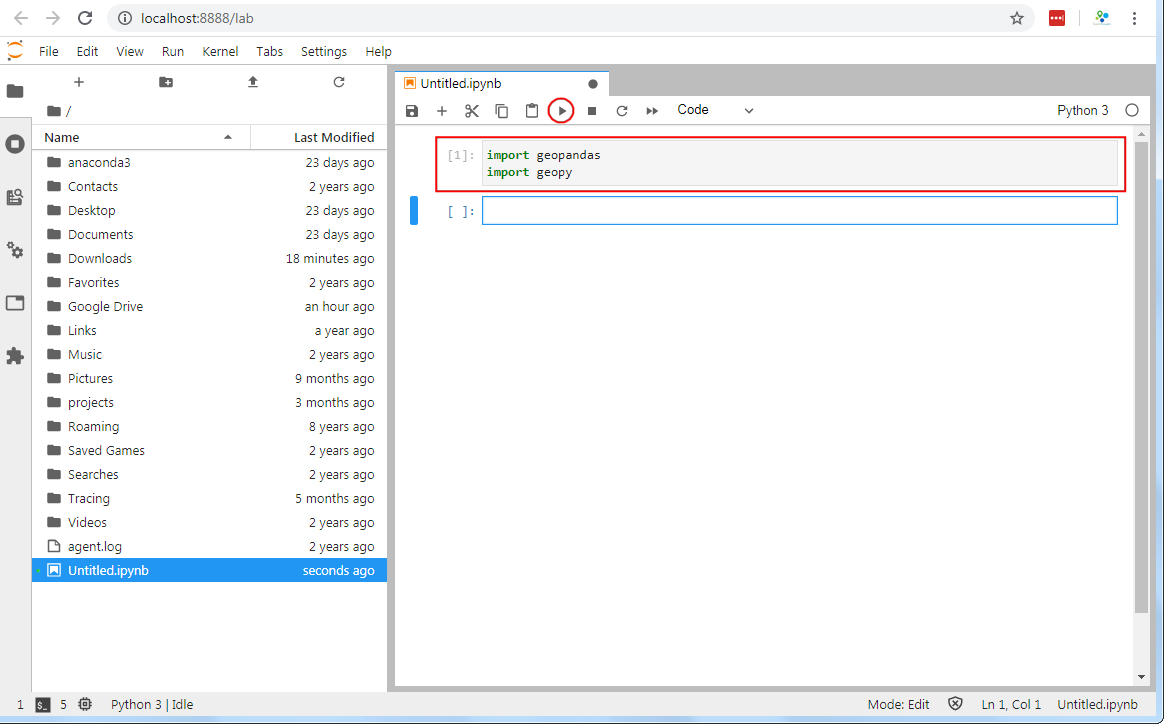 localhost:8888/lab
File Edit View Run Kernel Tabs Settings Help
Untitled.ipynb
/
Code Python 3
Name Last Modified
anaconda3 23 days ago
Contacts 2 years ago
Desktop 23 days ago
Documents 23 days ago
Downloads 18 minutes ago
Favorites 2 years ago
Google Drive an hour ago
Links a year ago
Music 2 years ago
Pictures 9 months ago
projects 3 months ago
Roaming 8 years ago
Saved Games 2 years ago
Searches 2 years ago
Tracing 5 months ago
Videos 2 years ago
agent.log 2 years ago
Untitled.ipynb seconds ago
[1]: import geopandas
import geopy
[ ]:
1 $_ 5 Python 3 | Idle Mode: Edit Ln 1, Col 1 Untitled.ipynb